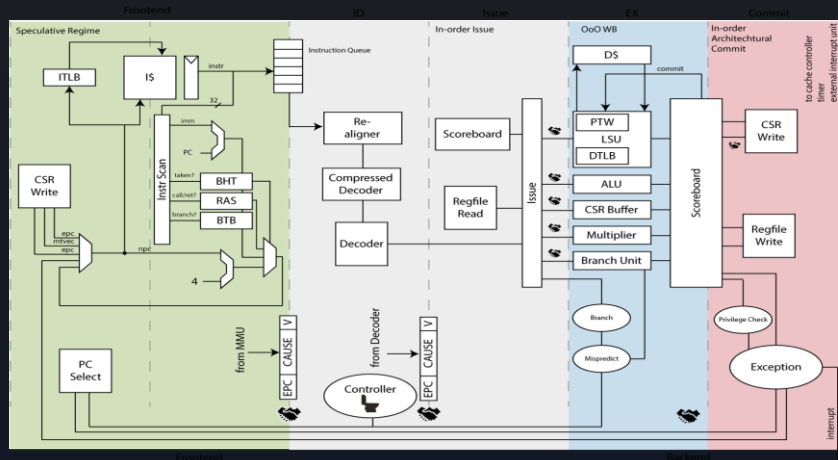 Frontend
ID
Issue
EX
Commit
Speculative Regime
In-order Issue
OoO WB
In-order
Architechtural
Commit
to cache controller
timer
external interrupt unit
ITLB
I$
instr
32
Instruction Queue
Instr Scan
imm
PC
taken?
call/ret?
branch?
BHT
RAS
BTB
CSR
Write
epc
mtvec
epc
npc
4
PC
Select
Re-
aligner
Compressed
Decoder
Decoder
from MMU
EPC
CAUSE
V
from Decoder
EPC
CAUSE
V
Controller
Scoreboard
Regfile
Read
Issue
D$
commit
PTW
LSU
DTLB
ALU
CSR Buffer
Multiplier
Branch Unit
Branch
Mispredict
Scoreboard
CSR
Write
Regfile
Write
Privilege Check
Exception
interrupt
Frontend
Backend